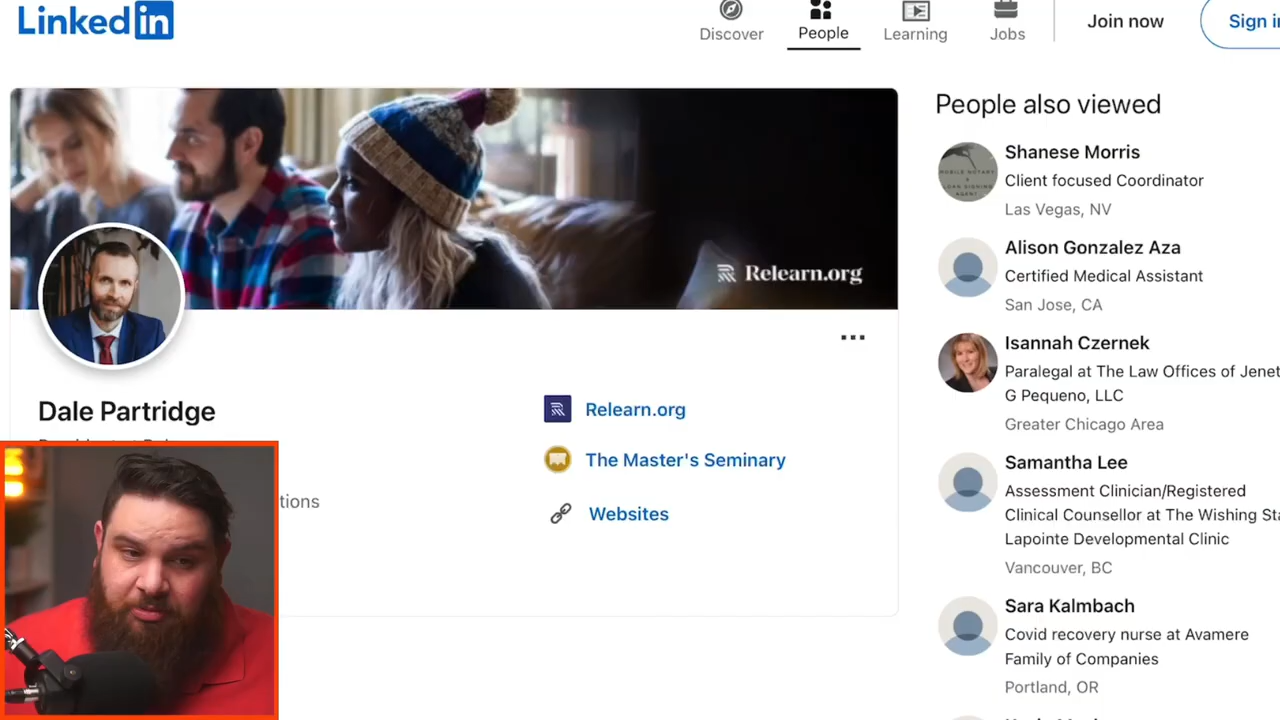 Linked in
Discover
People
Learning
Jobs
Join now
Sign in
Relearn.org
Dale Partridge
Relearn.org
The Master's Seminary
Websites
tions
People also viewed
Shanese Morris
Client focused Coordinator
Las Vegas, NV
Alison Gonzalez Aza
Certified Medical Assistant
San Jose, CA
Isannah Czernek
Paralegal at The Law Offices of Jenet
G Pequeno, LLC
Greater Chicago Area
Samantha Lee
Assessment Clinician/Registered
Clinical Counsellor at The Wishing Sta
Lapointe Developmental Clinic
Vancouver, BC
Sara Kalmbach
Covid recovery nurse at Avamere
Family of Companies
Portland, OR